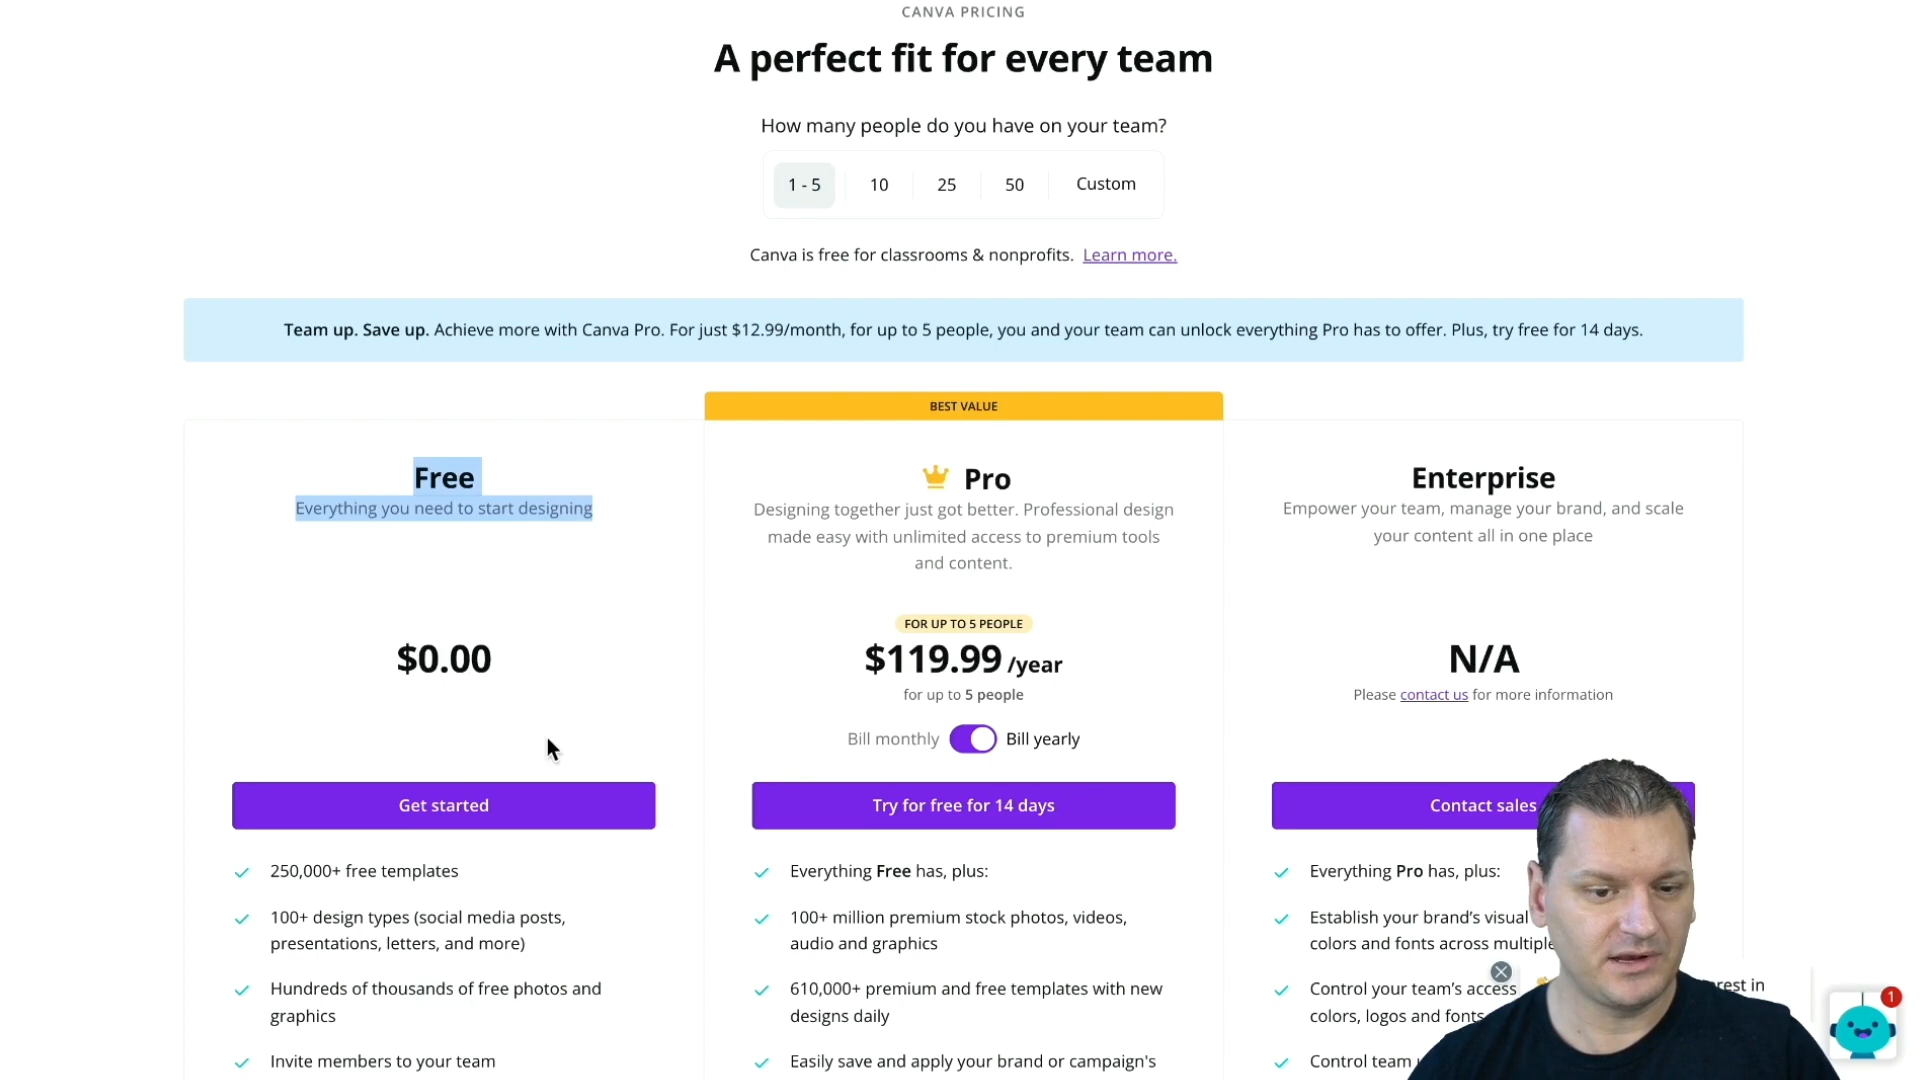 CANVA PRICING
A perfect fit for every team
How many people do you have on your team?
1 - 5
10
25
50
Custom
Canva is free for classrooms & nonprofits. Learn more.
Team up. Save up. Achieve more with Canva Pro. For just $12.99/month, for up to 5 people, you and your team can unlock everything Pro has to offer. Plus, try free for 14 days.
Free
Everything you need to start designing
$0.00
Get started
250,000+ free templates
100+ design types (social media posts,
presentations, letters, and more)
Hundreds of thousands of free photos and
graphics
Invite members to your team
BEST VALUE
Pro
Designing together just got better. Professional design
made easy with unlimited access to premium tools
and content.
FOR UP TO 5 PEOPLE
$119.99 /year
for up to 5 people
Bill monthly
Bill yearly
Try for free for 14 days
Everything Free has, plus:
100+ million premium stock photos, videos,
audio and graphics
610,000+ premium and free templates with new
designs daily
Easily save and apply your brand or campaign's
Enterprise
Empower your team, manage your brand, and scale
your content all in one place
N/A
Please contact us for more information
Contact sales
Everything Pro has, plus:
Establish your brand’s visual
colors and fonts across multiple
Control your team’s access
colors, logos and fonts
Control team
in
1